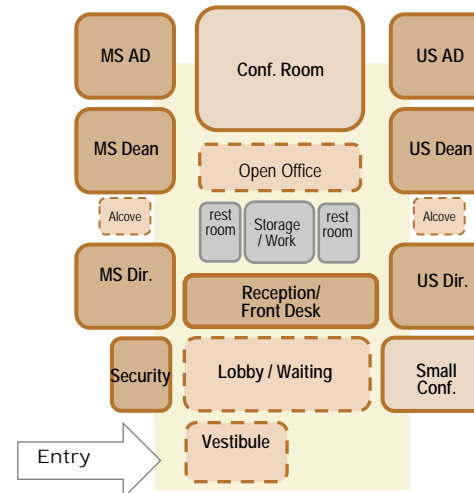 MS AD
Conf. Room
US AD
MS Dean
US Dean
Open Office
Alcove
rest
room
Storage
/ Work
rest
room
Alcove
MS Dir.
Reception/
Front Desk
US Dir.
Security
Lobby / Waiting
Small
Conf.
Vestibule
Entry